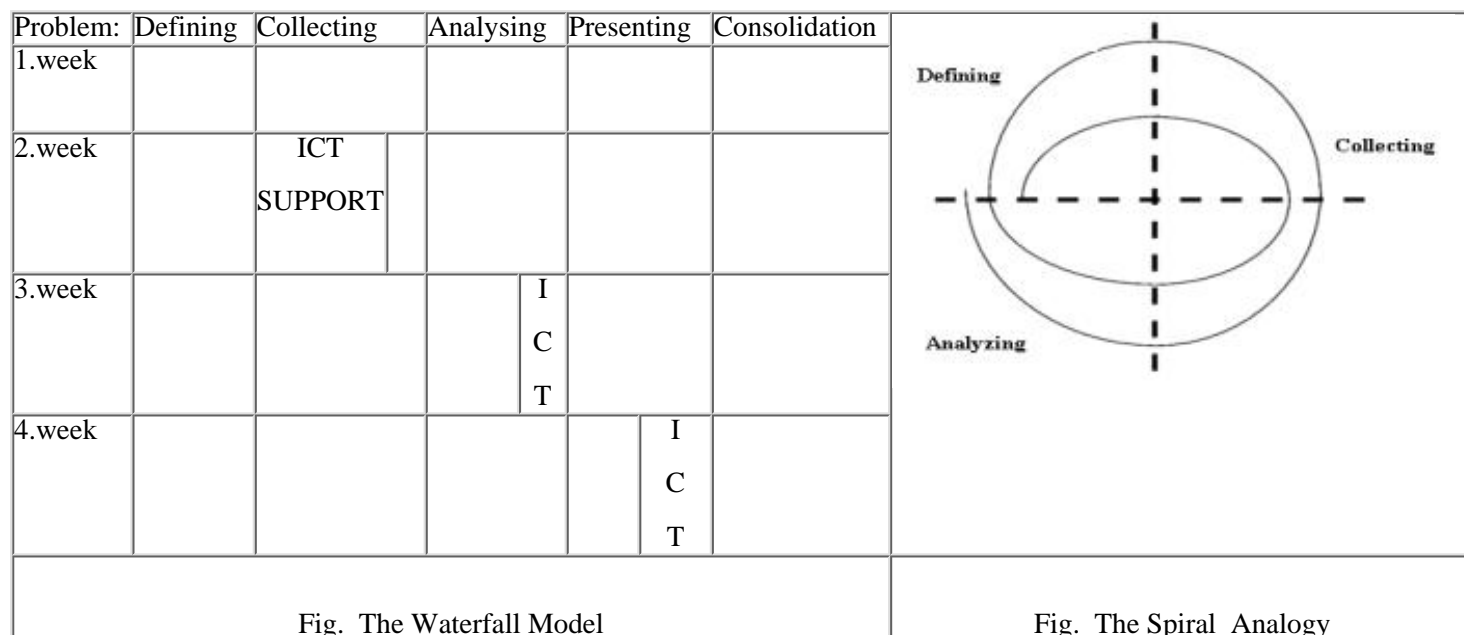 Problem: Defining Collecting Analysing Presenting Consolidation
1.week
2.week
ICT
SUPPORT
3.week
I
C
T
4.week
I
C
T
Fig. The Waterfall Model
Defining
Collecting
Analyzing
Fig. The Spiral Analogy